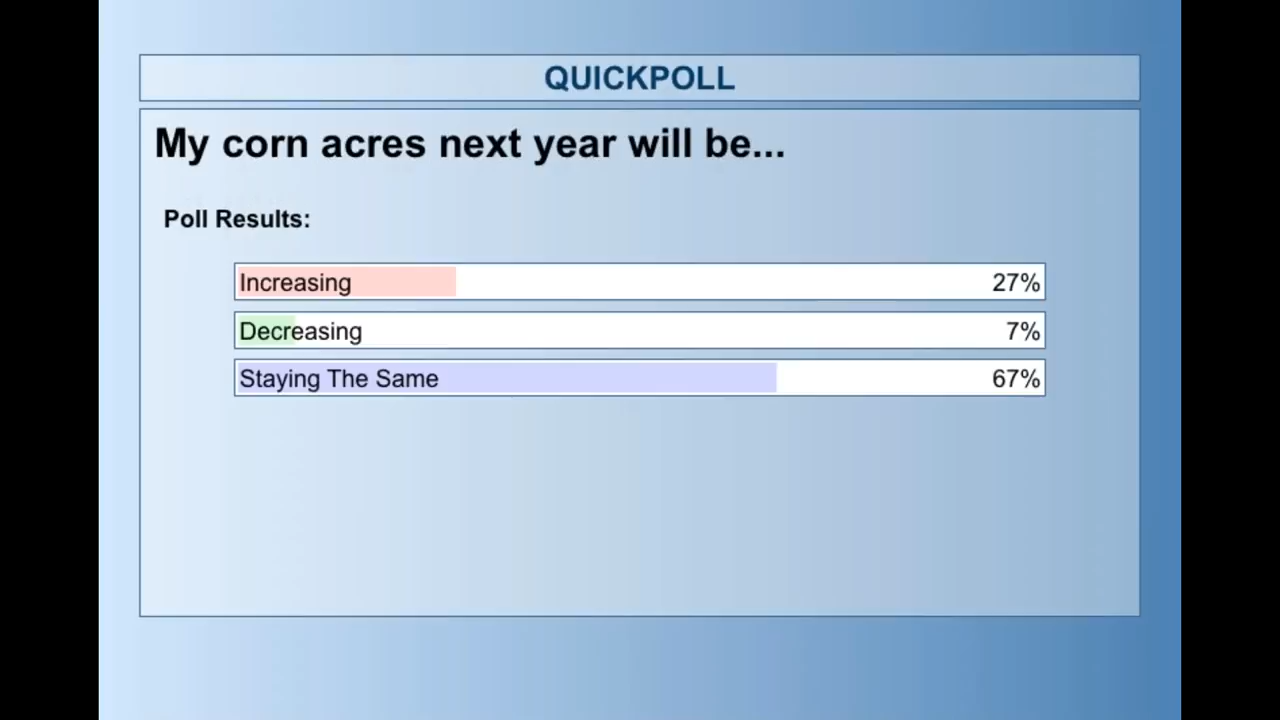 QUICKPOLL
My corn acres next year will be...
Poll Results:
Increasing 27%
Decreasing 7%
Staying The Same 67%